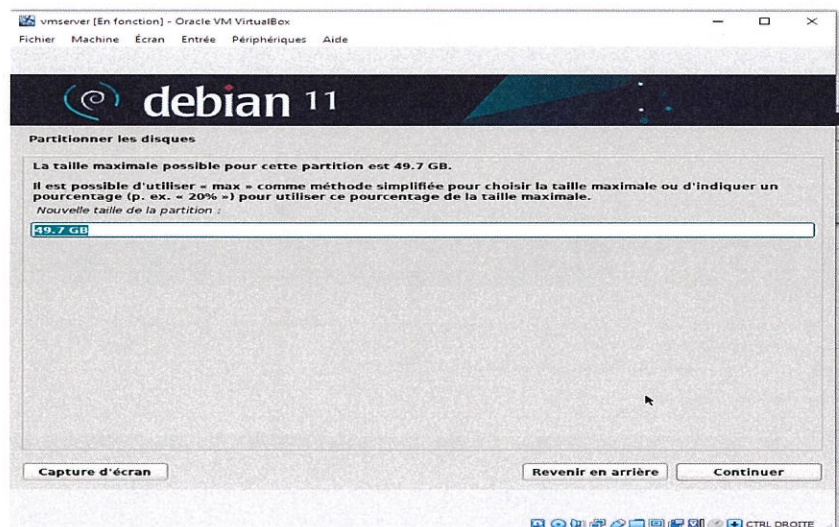 vmserver [En fonction] - Oracle VM VirtualBox
Fichier Machine Écran Entrée Périphériques Aide
debian 11
Partitionner les disques
La taille maximale possible pour cette partition est 49.7 GB.
Il est possible d'utiliser « max » comme méthode simplifiée pour choisir la taille maximale ou d'indiquer un
pourcentage (p. ex. « 20% ») pour utiliser ce pourcentage de la taille maximale.
Nouvelle taille de la partition :
49.7 GB
Capture d'écran
Revenir en arrière
Continuer
CTRL DROITE